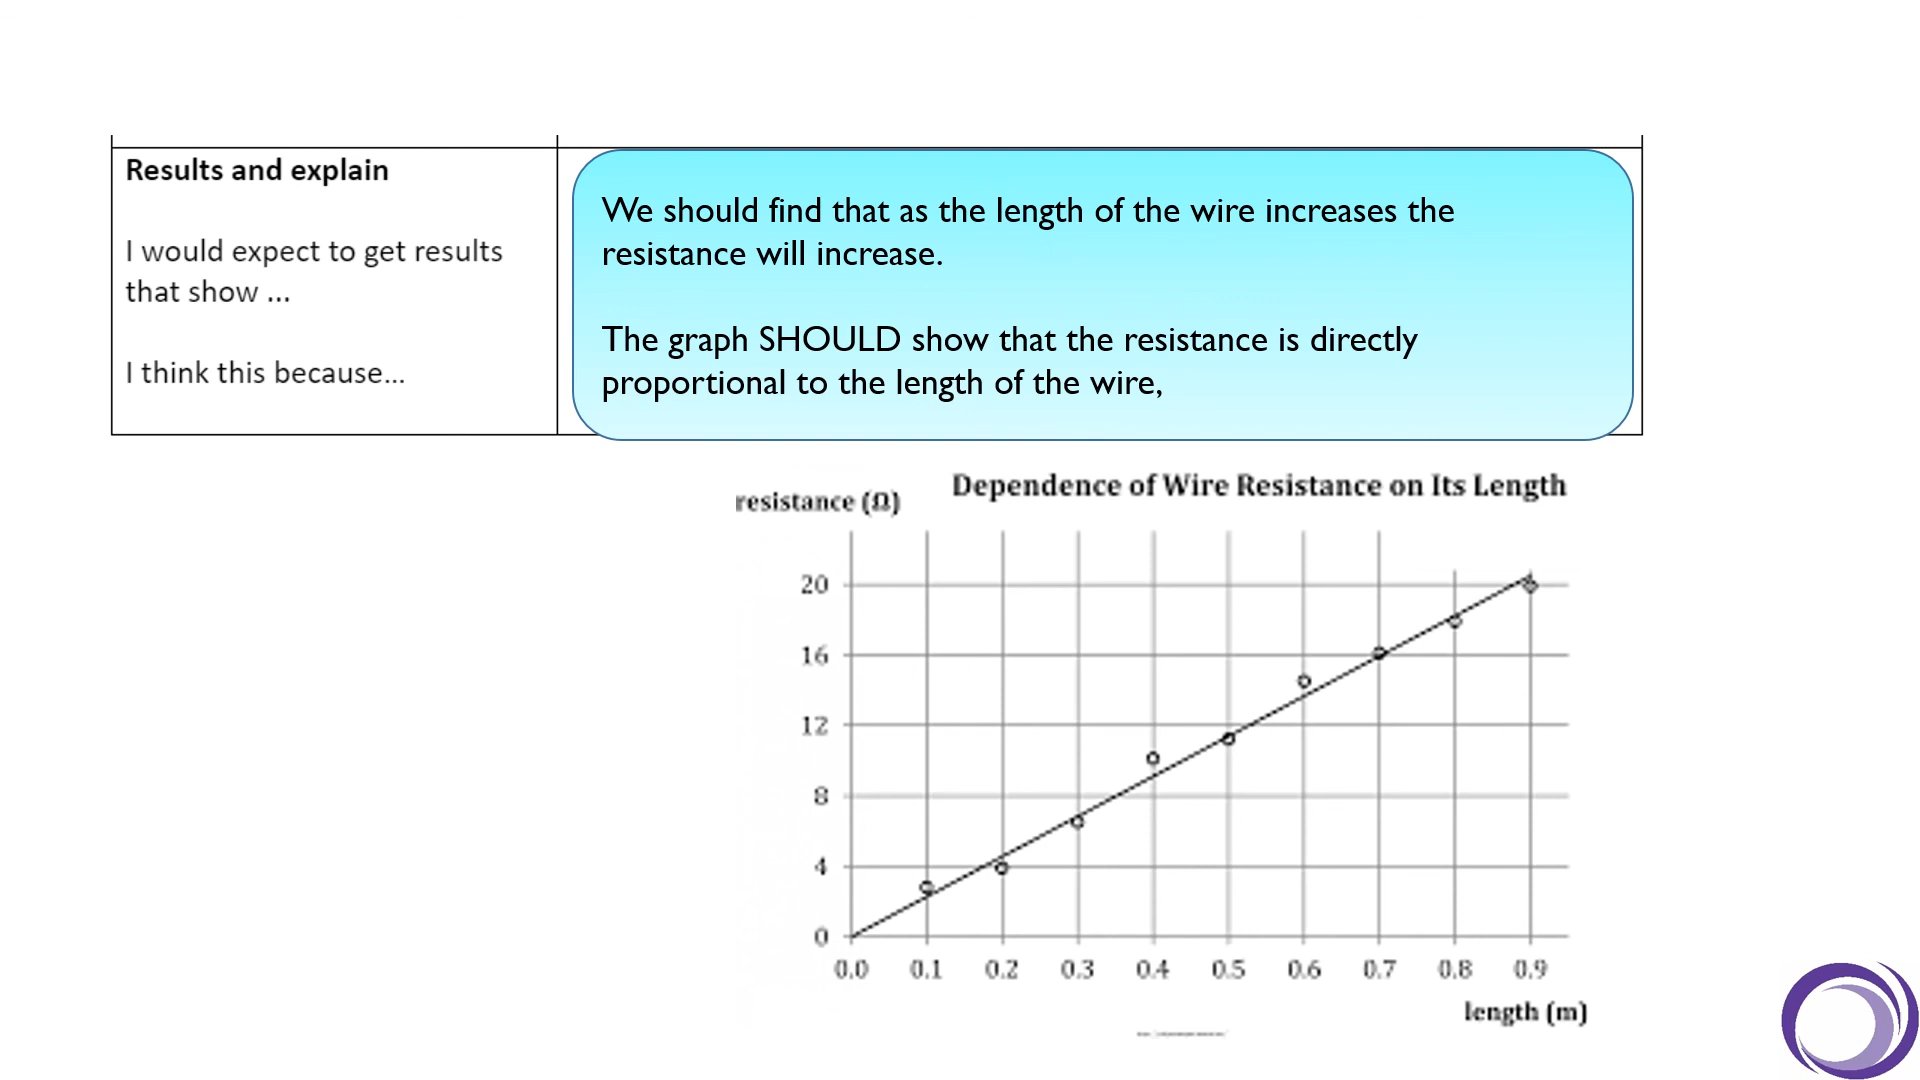 Results and explain
I would expect to get results
that show ...
I think this because...
We should find that as the length of the wire increases the
resistance will increase.
The graph SHOULD show that the resistance is directly
proportional to the length of the wire,
Dependence of Wire Resistance on Its Length
resistance (Ω)
20
16
12
8
4
0
0.0 0.1 0.2 0.3 0.4 0.5 0.6 0.7 0.8 0.9
length (m)